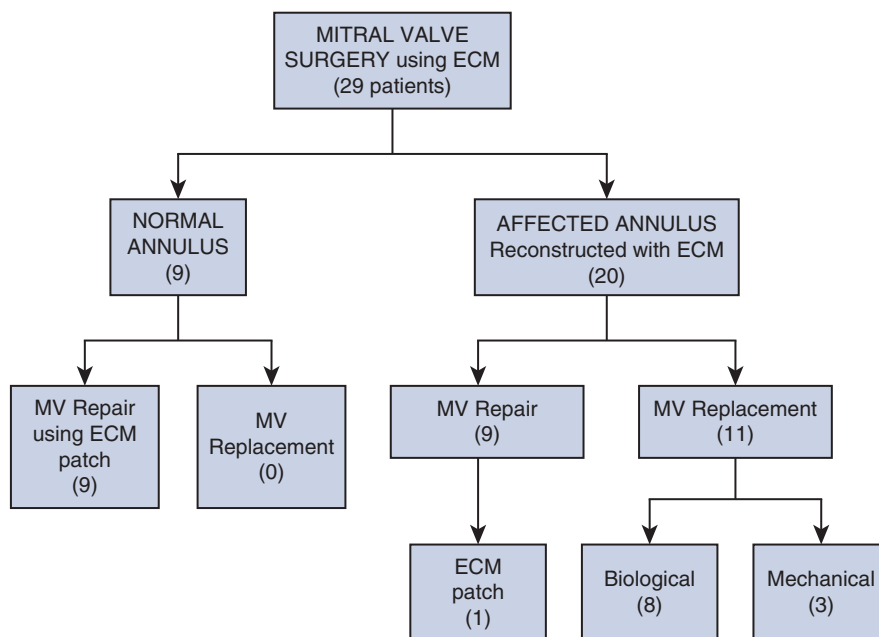 MITRAL VALVE
SURGERY using ECM
(29 patients)
NORMAL
ANNULUS
(9)
AFFECTED ANNULUS
Reconstructed with ECM
(20)
MV Repair
using ECM
patch
(9)
MV
Replacement
(0)
MV Repair
(9)
MV Replacement
(11)
ECM
patch
(1)
Biological
(8)
Mechanical
(3)